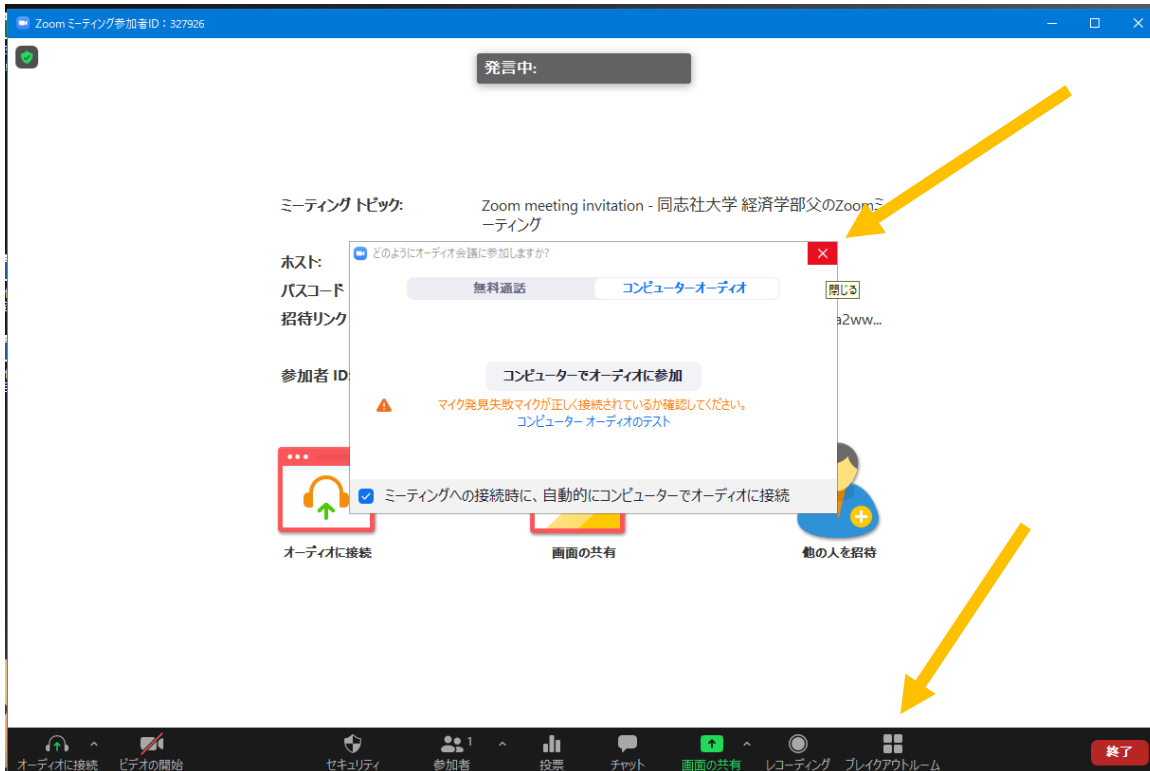 Zoom ミーティング参加者ID：327926
発言中:
ミーティング トピック: Zoom meeting invitation - 同志社大学 経済学部父のZoomミ
ーティング
どのようにオーディオ会議に参加しますか?
ホスト:
無料通話 コンピューターオーディオ
閉じる
パスコード
招待リンク a2ww...
コンピューターでオーディオに参加
参加者 ID:
マイク発見失敗マイクが正しく接続されているか確認してください。
コンピューター オーディオのテスト
ミーティングへの接続時に、自動的にコンピューターでオーディオに接続
オーディオに接続 画面の共有 他の人を招待
オーディオに接続 ビデオの開始 セキュリティ 参加者 1 投票 チャット 画面の共有 レコーディング ブレイクアウトルーム 終了